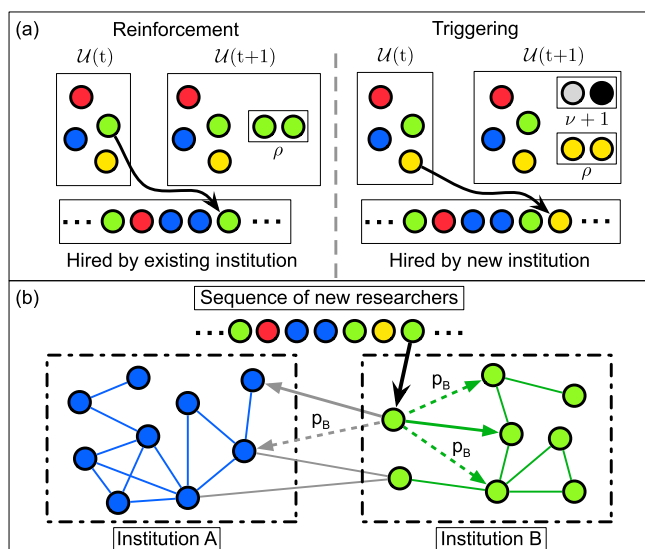 (a)
Reinforcement
Triggering
U(t)
U(t+1)
U(t)
U(t+1)
ν + 1
ρ
ρ
... ...
... ...
Hired by existing institution
Hired by new institution
(b)
Sequence of new researchers
... ...
p_B
p_B
p_B
Institution A
Institution B